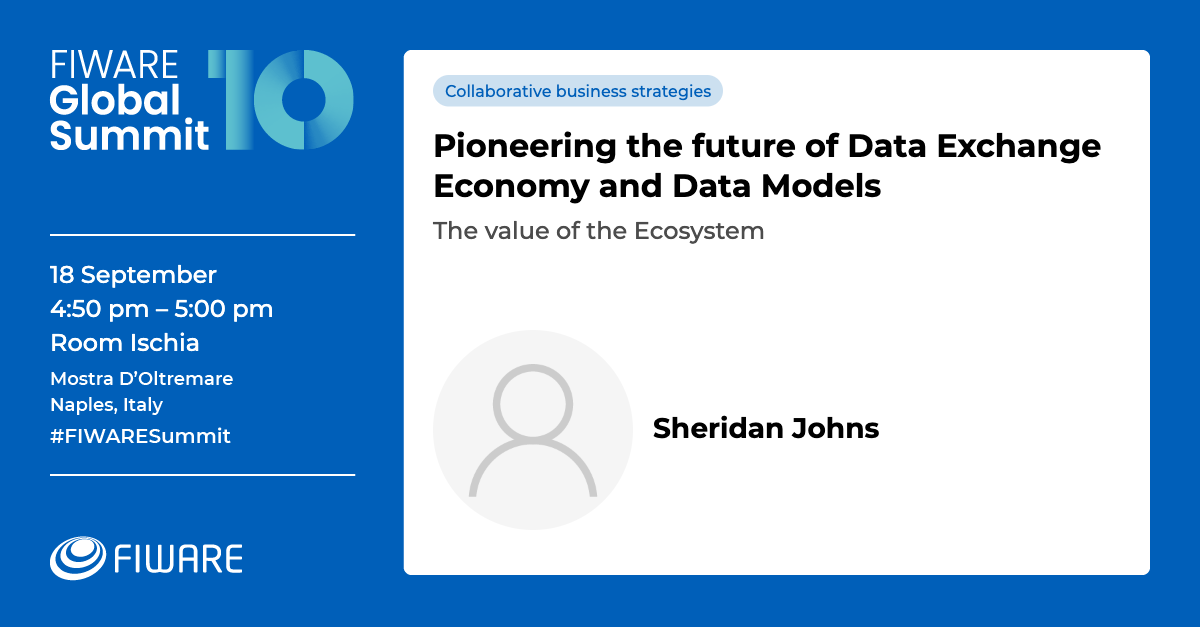 FIWARE
Global
Summit
10
18 September
4:50 pm – 5:00 pm
Room Ischia
Mostra D’Oltremare
Naples, Italy
#FIWARESummit
FIWARE
Collaborative business strategies
Pioneering the future of Data Exchange
Economy and Data Models
The value of the Ecosystem
Sheridan Johns